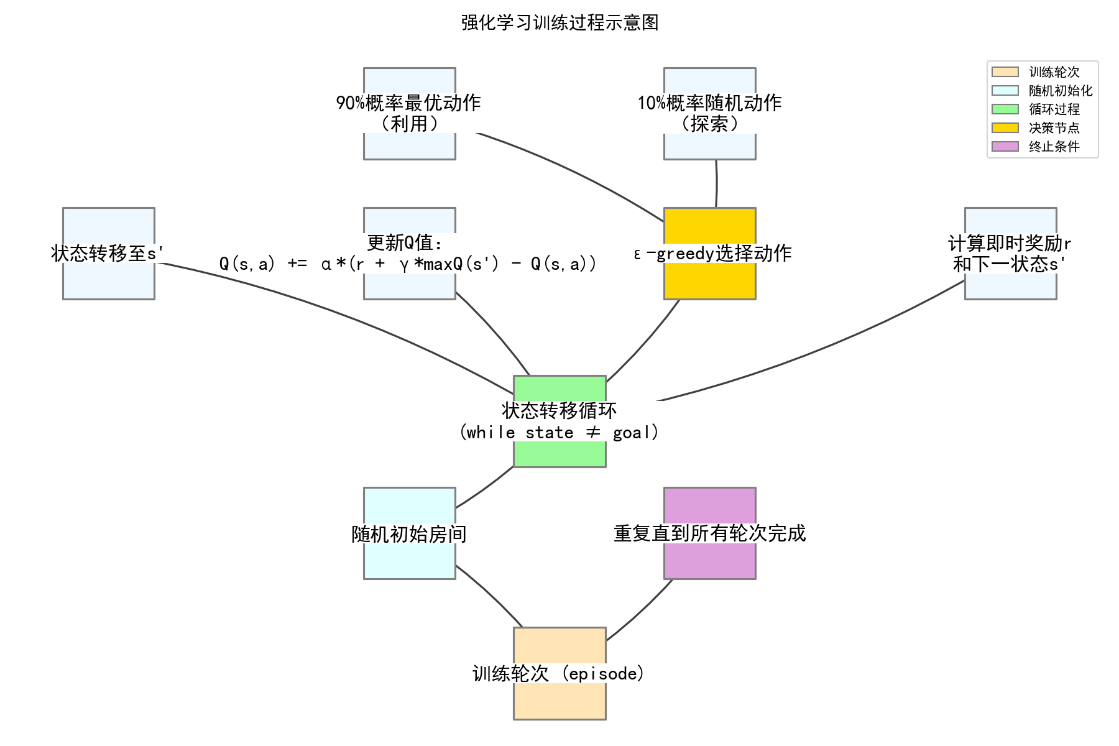 强化学习训练过程示意图
训练轮次
随机初始化
循环过程
决策节点
终止条件
90%概率最优动作
（利用）
10%概率随机动作
（探索）
状态转移至s'
更新Q值：
Q(s,a) += α*(r + γ*maxQ(s') - Q(s,a))
ε-greedy选择动作
计算即时奖励r
和下一状态s'
状态转移循环
(while state ≠ goal)
随机初始房间
重复直到所有轮次完成
训练轮次 (episode)